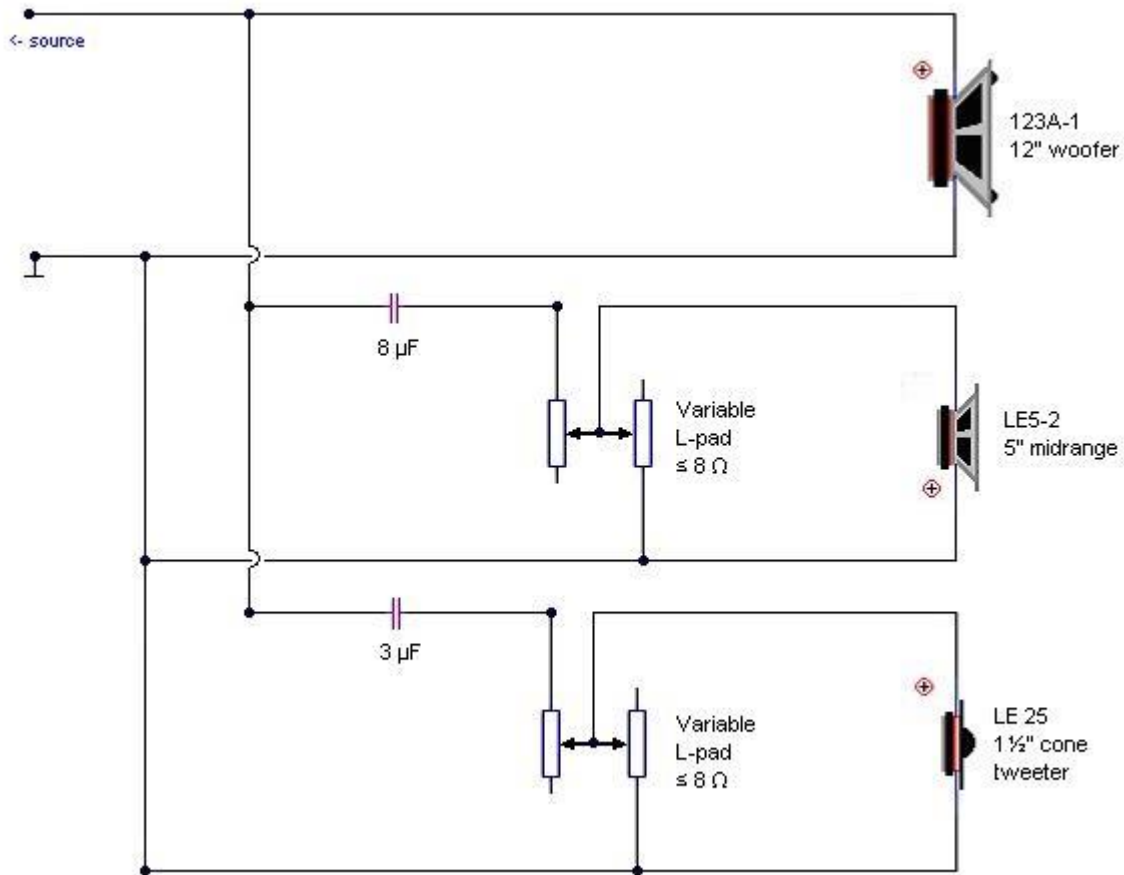 <- source
123A-1
12" woofer
8 µF
Variable
L-pad
≤ 8 Ω
LE5-2
5" midrange
3 µF
Variable
L-pad
≤ 8 Ω
LE 25
1½" cone
tweeter